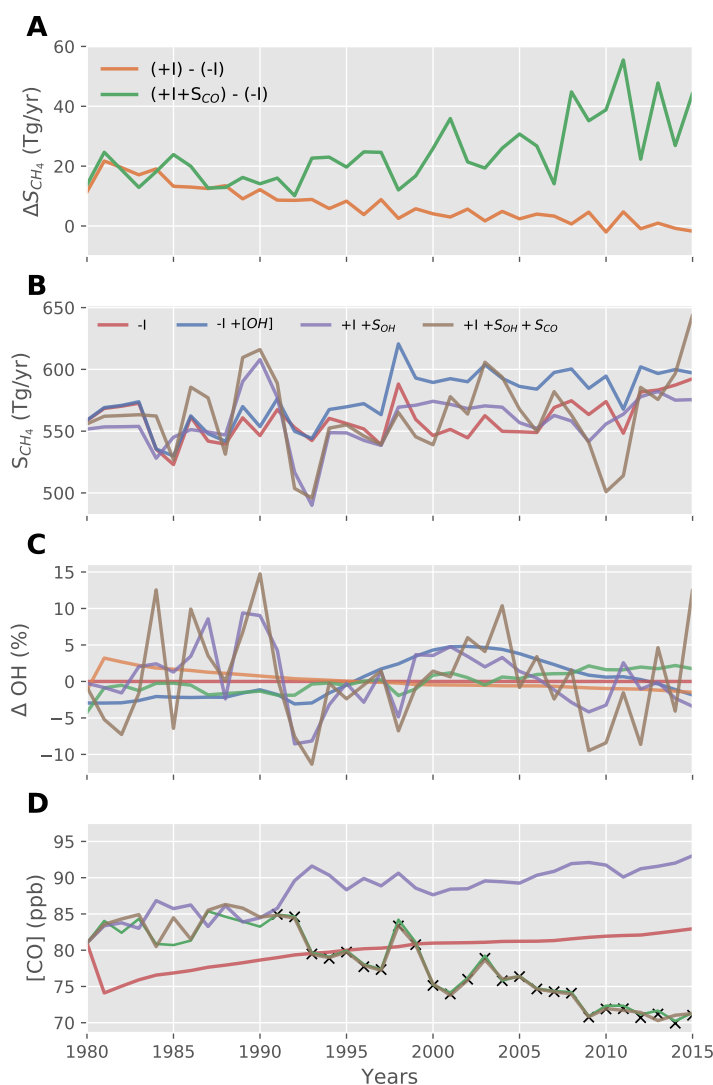 A
60
40
20
0
ΔS_CH₄ (Tg/yr)
(+I) - (-I)
(+I+S_CO) - (-I)
B
650
600
550
500
S_CH₄ (Tg/yr)
-I
-I +[OH]
+I +S_OH
+I +S_OH + S_CO
C
15
10
5
0
−5
−10
Δ OH (%)
D
95
90
85
80
75
70
[CO] (ppb)
1980 1985 1990 1995 2000 2005 2010 2015
Years